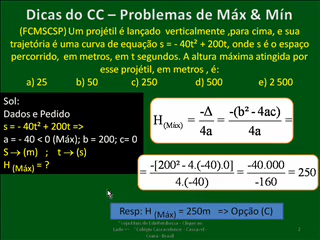 Dicas do CC – Problemas de Máx & Mín
(FCMSCSP) Um projétil é lançado verticalmente ,para cima, e sua
trajetória é uma curva de equação s = - 40t² + 200t, onde s é o espaço
percorrido, em metros, em t segundos. A altura máxima atingida por
esse projétil, em metros , é:
a) 25 b) 50 c) 250 d) 500 e) 2 500
Sol:
Dados e Pedido
s = - 40t² + 200t =>
a = - 40 < 0 (Máx); b = 200; c= 0
S → (m) ; t → (s)
H (Máx) = ?
H(Máx) = -Δ / 4a = -(b² - 4ac) / 4a =
= -[200² - 4.(-40).0] / 4.(-40) = -40.000 / -160 = 250
Resp: H (Máx) = 250m => Opção (C)
Ceará - Brasil
2